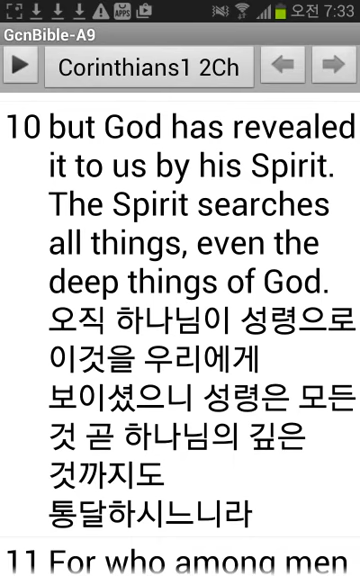 오전 7:33
GcnBible-A9
Corinthians1 2Ch
10 but God has revealed
it to us by his Spirit.
The Spirit searches
all things, even the
deep things of God.
오직 하나님이 성령으로
이것을 우리에게
보이셨으니 성령은 모든
것 곧 하나님의 깊은
것까지도
통달하시느니라
11 For who among men